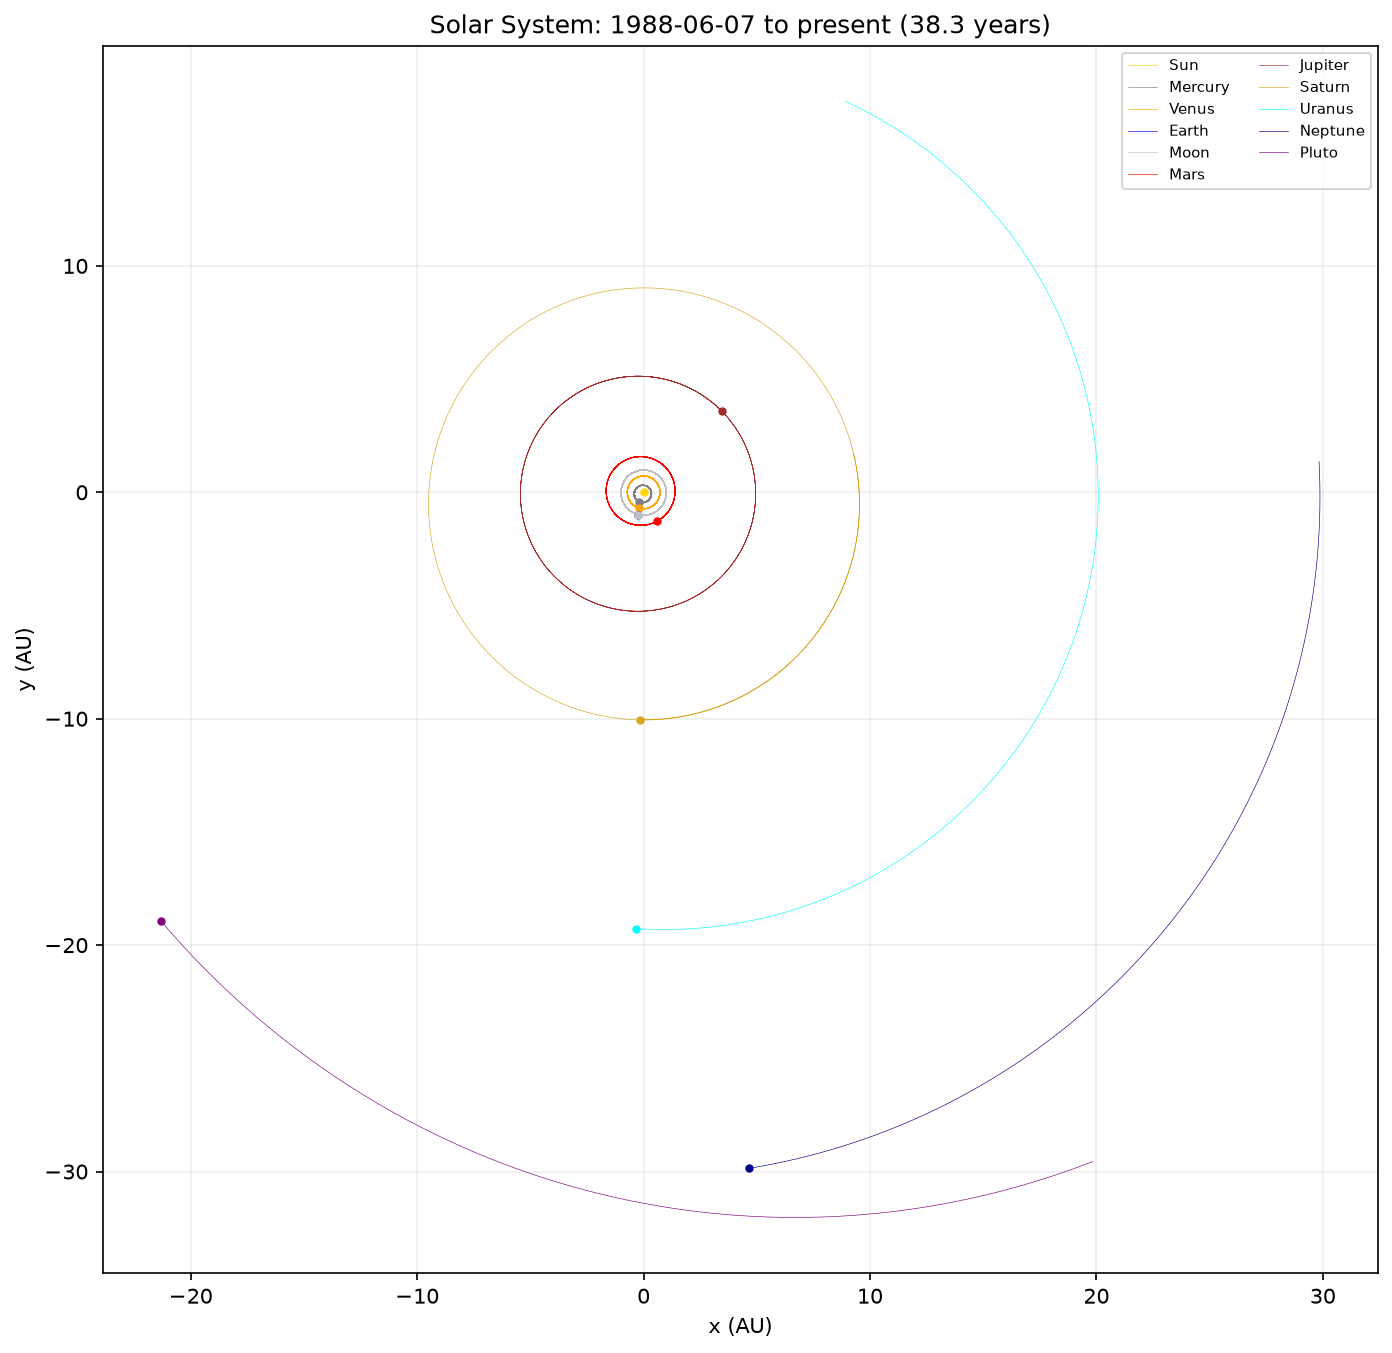 Solar System: 1988-06-07 to present (38.3 years)
Sun
Mercury
Venus
Earth
Moon
Mars
Jupiter
Saturn
Uranus
Neptune
Pluto
10
0
−10
−20
−30
y (AU)
−20
−10
0
10
20
30
x (AU)